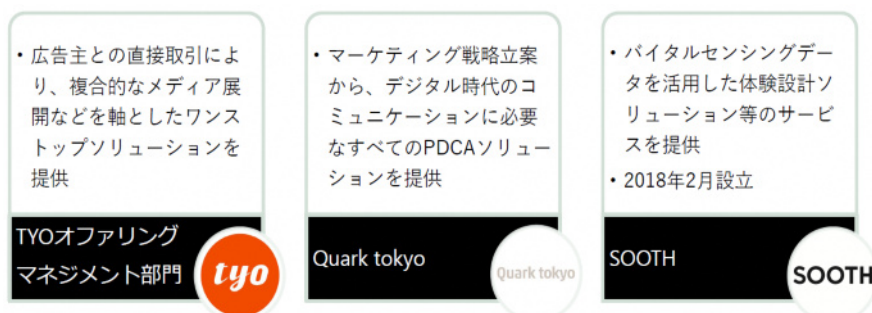 ・広告主との直接取引によ
り、複合的なメディア展
開などを軸としたワンス
トップソリューションを
提供
TYOオファリング
マネジメント部門
tyo
・マーケティング戦略立案
から、デジタル時代のコ
ミュニケーションに必要
なすべてのPDCAソリュー
ションを提供
Quark tokyo
Quark tokyo
・バイタルセンシングデー
タを活用した体験設計ソ
リューション等のサービ
スを提供
・2018年2月設立
SOOTH
SOOTH